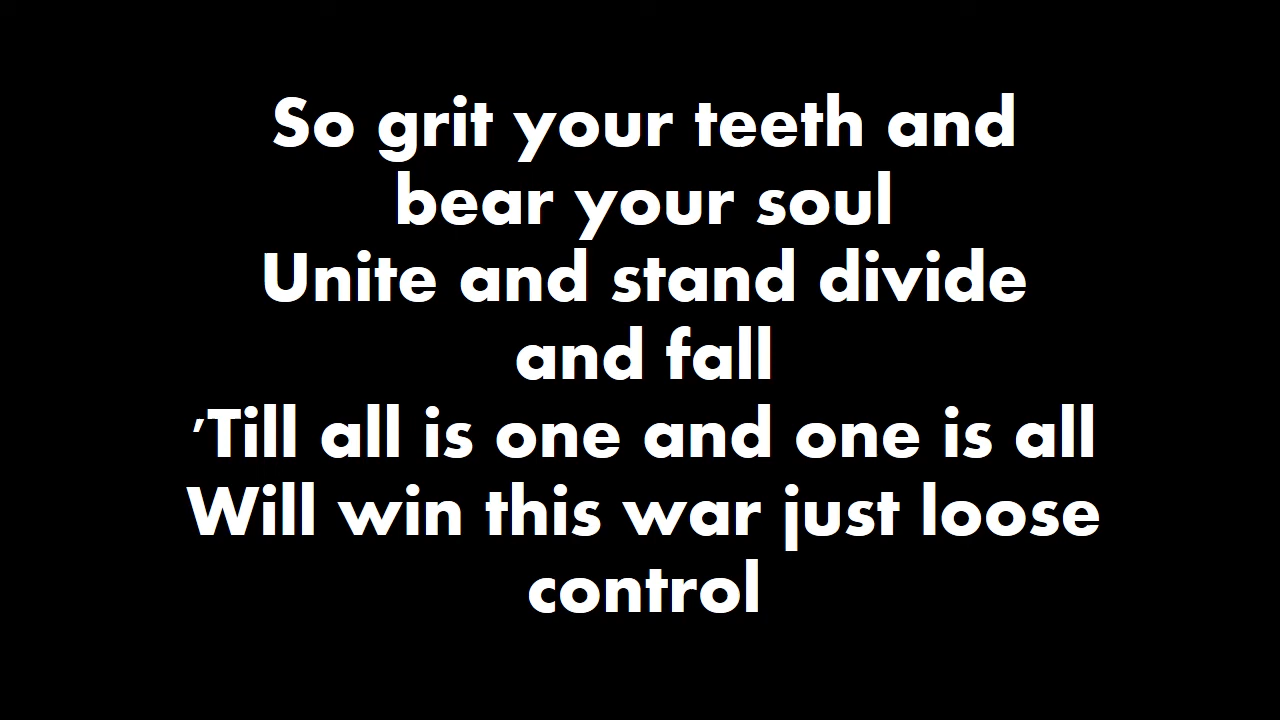 So grit your teeth and
bear your soul
Unite and stand divide
and fall
'Till all is one and one is all
Will win this war just loose
control